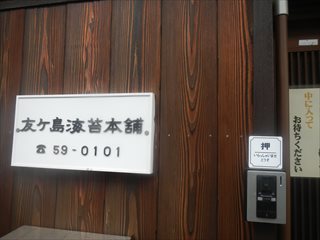 友ケ島海苔本舗
☎ 59-0101
押
中に入って
お待ちください